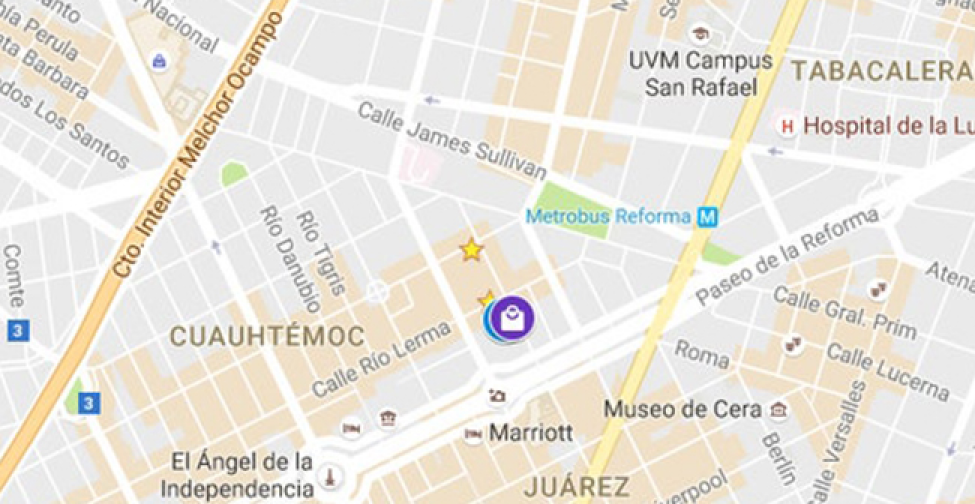 Nacional
Perula
Santa Barbara
Todos Los Santos
Cto. Interior Melchor Ocampo
UVM Campus
San Rafael
TABACALERA
H Hospital de la Lu
Calle James Sullivan
Metrobus Reforma M
Paseo de la Reforma
Atena
Río Tigris
Río Danubio
Comte
3
CUAUHTÉMOC
Calle Río Lerma
Calle Gral. Prim
Roma
Calle Lucerna
3
Museo de Cera
Marriott
Calle Versalles
Berlín
El Ángel de la
Independencia
JUÁREZ
iverpool